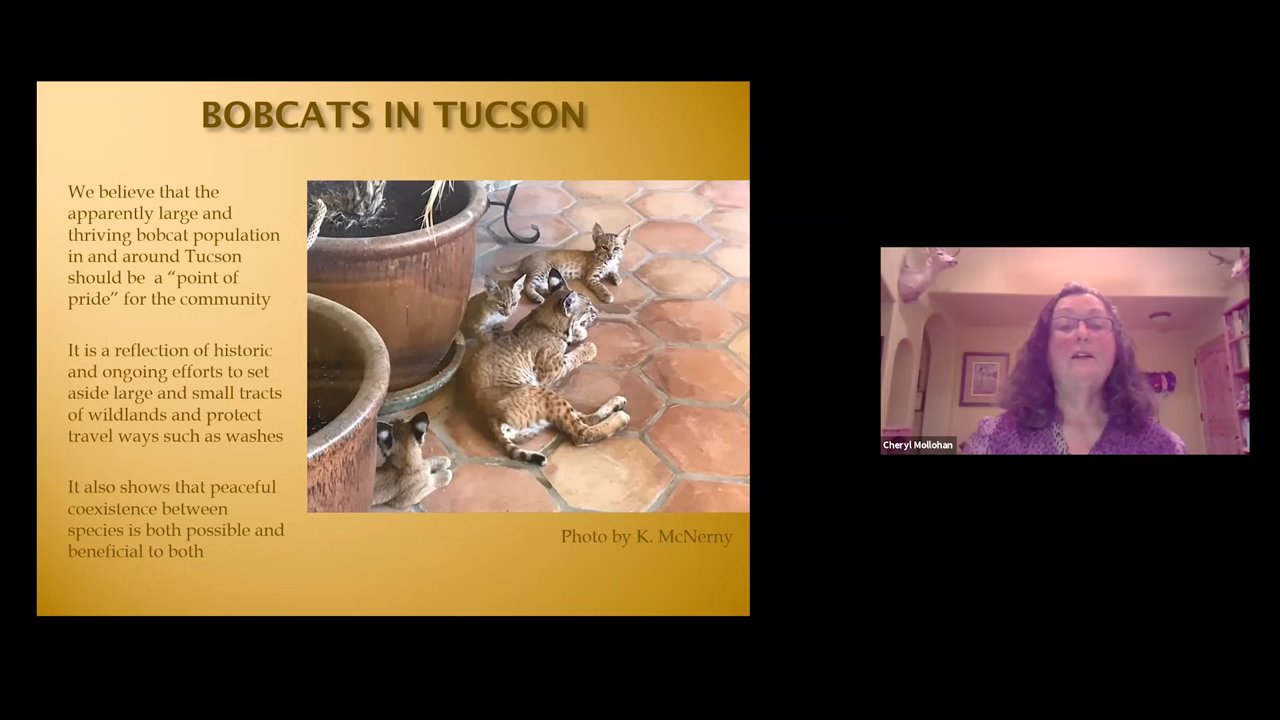 BOBCATS IN TUCSON
We believe that the
apparently large and
thriving bobcat population
in and around Tucson
should be a “point of
pride” for the community
It is a reflection of historic
and ongoing efforts to set
aside large and small tracts
of wildlands and protect
travel ways such as washes
It also shows that peaceful
coexistence between
species is both possible and
beneficial to both
Photo by K. McNerny
Cheryl Mollohan